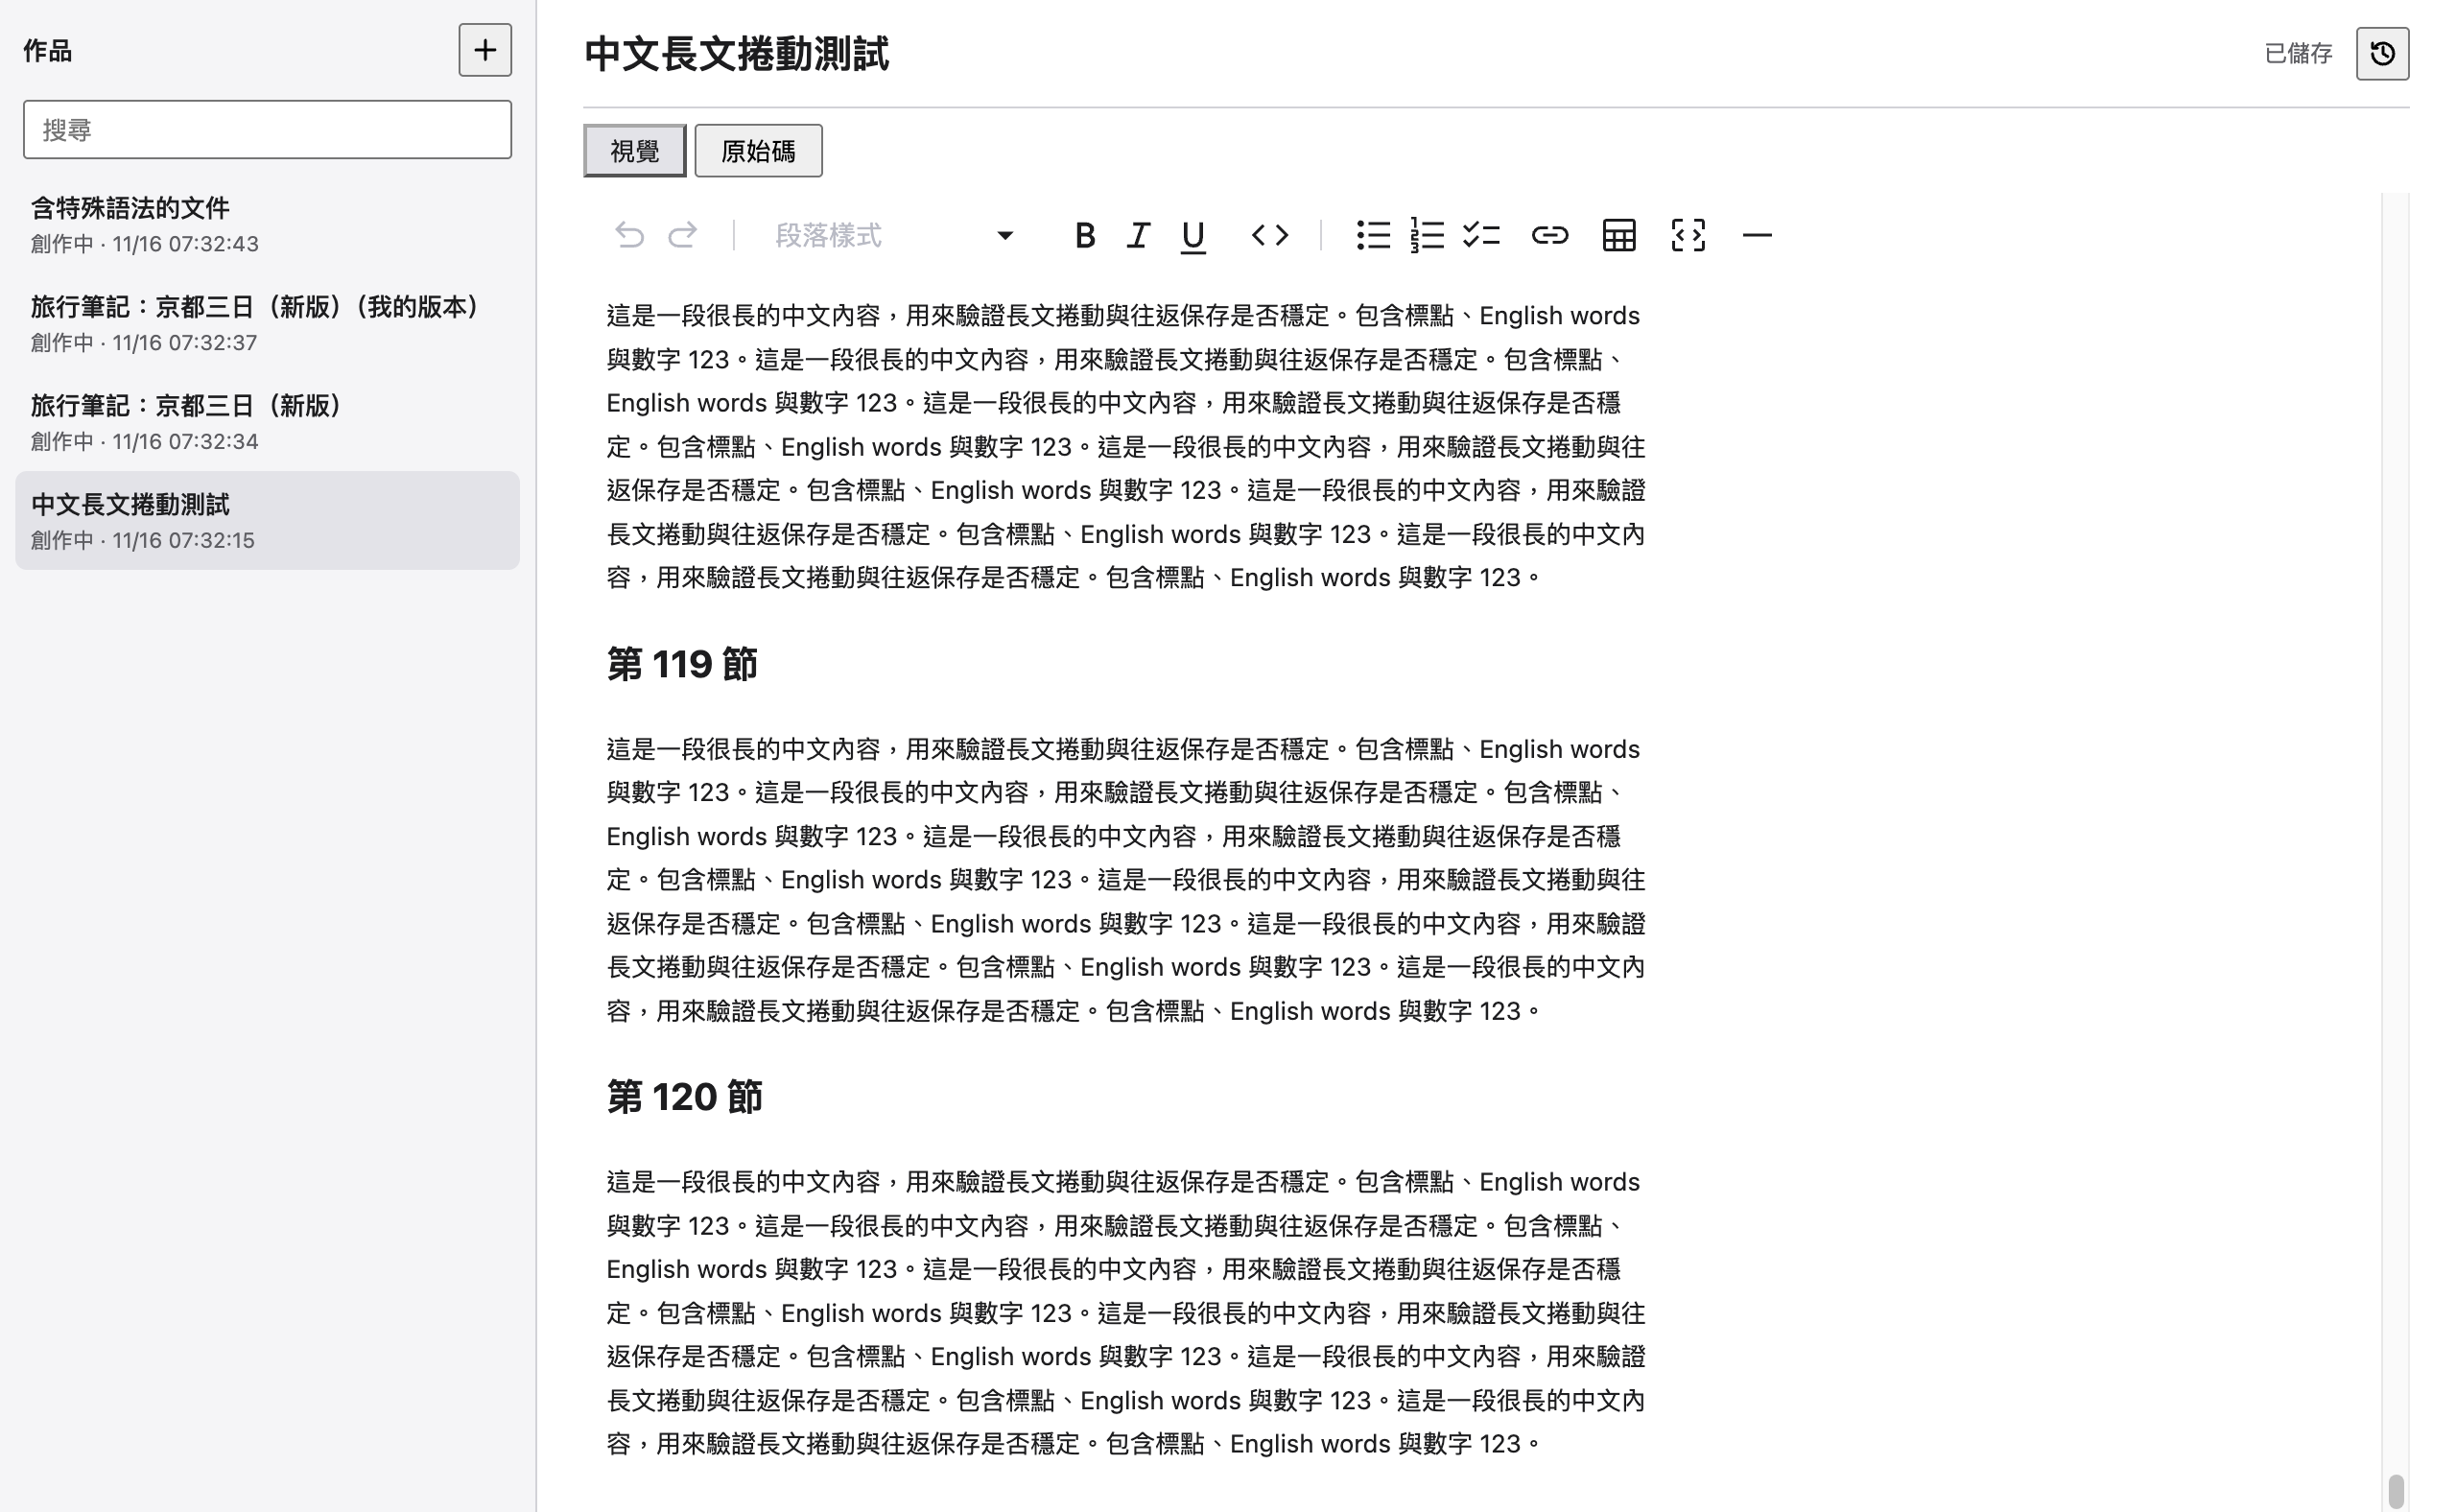 作品
搜尋
含特殊語法的文件
創作中 · 11/16 07:32:43
旅行筆記：京都三日（新版）（我的版本）
創作中 · 11/16 07:32:37
旅行筆記：京都三日（新版）
創作中 · 11/16 07:32:34
中文長文捲動測試
創作中 · 11/16 07:32:15
中文長文捲動測試
已儲存
視覺 原始碼
段落樣式
這是一段很長的中文內容，用來驗證長文捲動與往返保存是否穩定。包含標點、English words
與數字 123。這是一段很長的中文內容，用來驗證長文捲動與往返保存是否穩定。包含標點、
English words 與數字 123。這是一段很長的中文內容，用來驗證長文捲動與往返保存是否穩
定。包含標點、English words 與數字 123。這是一段很長的中文內容，用來驗證長文捲動與往
返保存是否穩定。包含標點、English words 與數字 123。這是一段很長的中文內容，用來驗證
長文捲動與往返保存是否穩定。包含標點、English words 與數字 123。這是一段很長的中文內
容，用來驗證長文捲動與往返保存是否穩定。包含標點、English words 與數字 123。
第 119 節
這是一段很長的中文內容，用來驗證長文捲動與往返保存是否穩定。包含標點、English words
與數字 123。這是一段很長的中文內容，用來驗證長文捲動與往返保存是否穩定。包含標點、
English words 與數字 123。這是一段很長的中文內容，用來驗證長文捲動與往返保存是否穩
定。包含標點、English words 與數字 123。這是一段很長的中文內容，用來驗證長文捲動與往
返保存是否穩定。包含標點、English words 與數字 123。這是一段很長的中文內容，用來驗證
長文捲動與往返保存是否穩定。包含標點、English words 與數字 123。這是一段很長的中文內
容，用來驗證長文捲動與往返保存是否穩定。包含標點、English words 與數字 123。
第 120 節
這是一段很長的中文內容，用來驗證長文捲動與往返保存是否穩定。包含標點、English words
與數字 123。這是一段很長的中文內容，用來驗證長文捲動與往返保存是否穩定。包含標點、
English words 與數字 123。這是一段很長的中文內容，用來驗證長文捲動與往返保存是否穩
定。包含標點、English words 與數字 123。這是一段很長的中文內容，用來驗證長文捲動與往
返保存是否穩定。包含標點、English words 與數字 123。這是一段很長的中文內容，用來驗證
長文捲動與往返保存是否穩定。包含標點、English words 與數字 123。這是一段很長的中文內
容，用來驗證長文捲動與往返保存是否穩定。包含標點、English words 與數字 123。